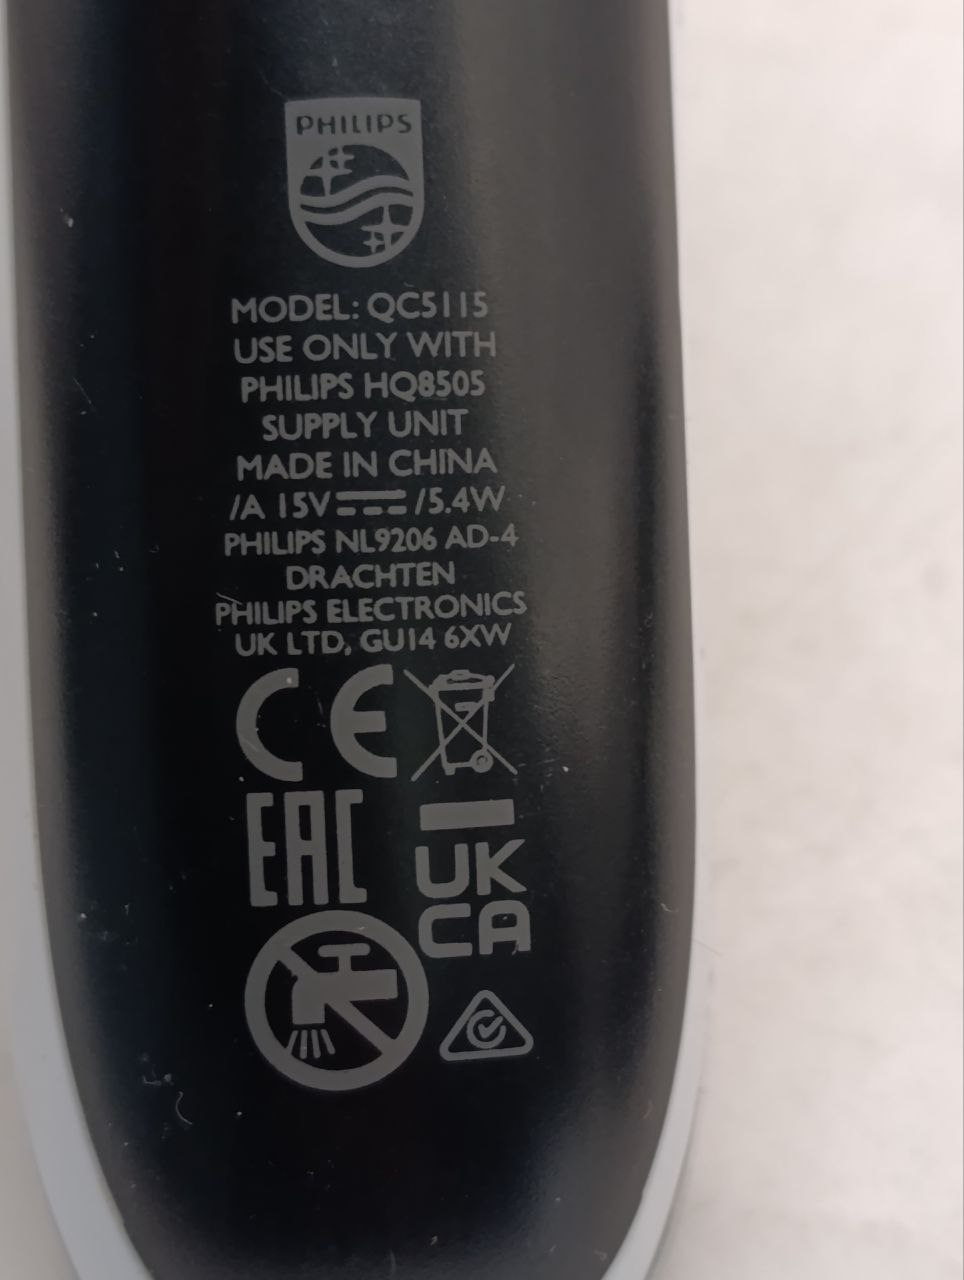 PHILIPS
MODEL: QC5115
USE ONLY WITH
PHILIPS HQ8505
SUPPLY UNIT
MADE IN CHINA
/A 15V⎓/5.4W
PHILIPS NL9206 AD-4
DRACHTEN
PHILIPS ELECTRONICS
UK LTD, GU14 6XW
CE
EAC
UK
CA